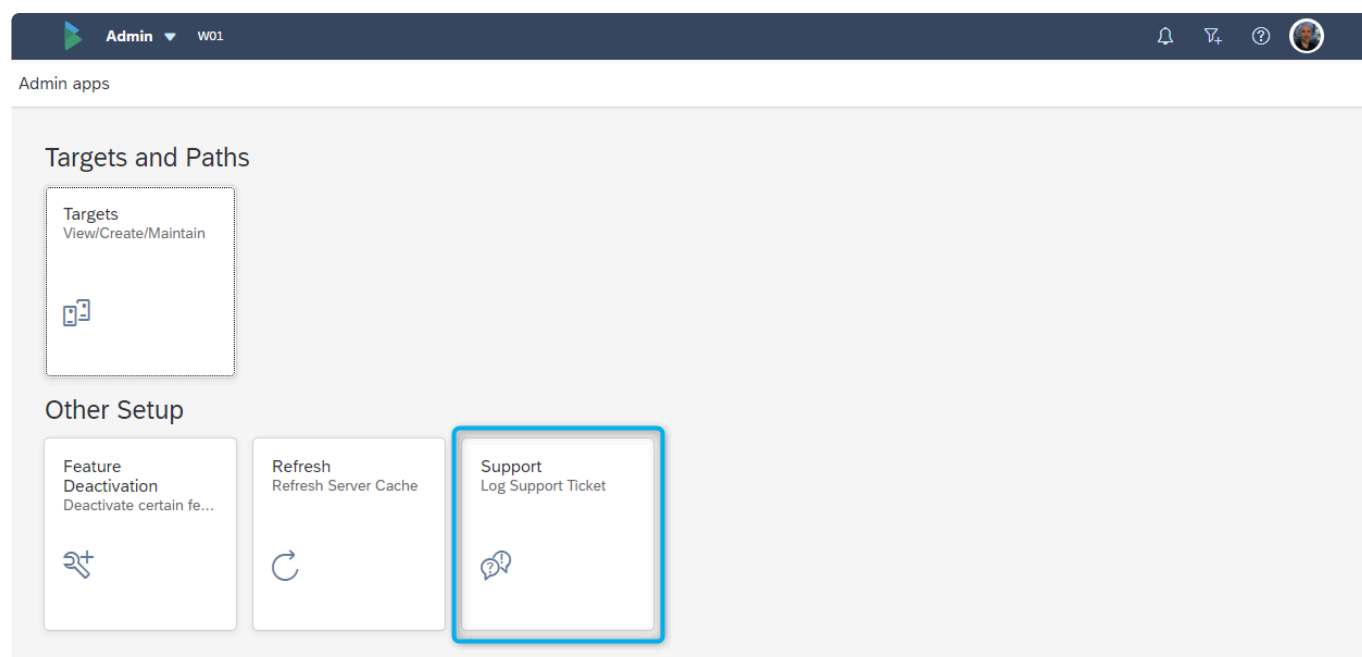 Admin W01
Admin apps
Targets and Paths
Targets
View/Create/Maintain
Other Setup
Feature
Deactivation
Deactivate certain fe...
Refresh
Refresh Server Cache
Support
Log Support Ticket